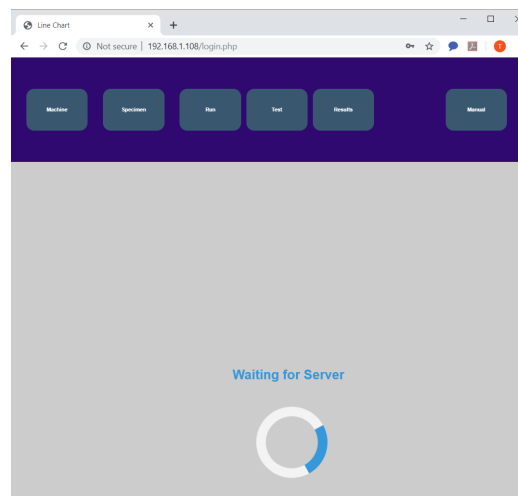 Line Chart
Not secure | 192.168.1.108/login.php
T
Machine Specimen Run Test Results Manual
Waiting for Server